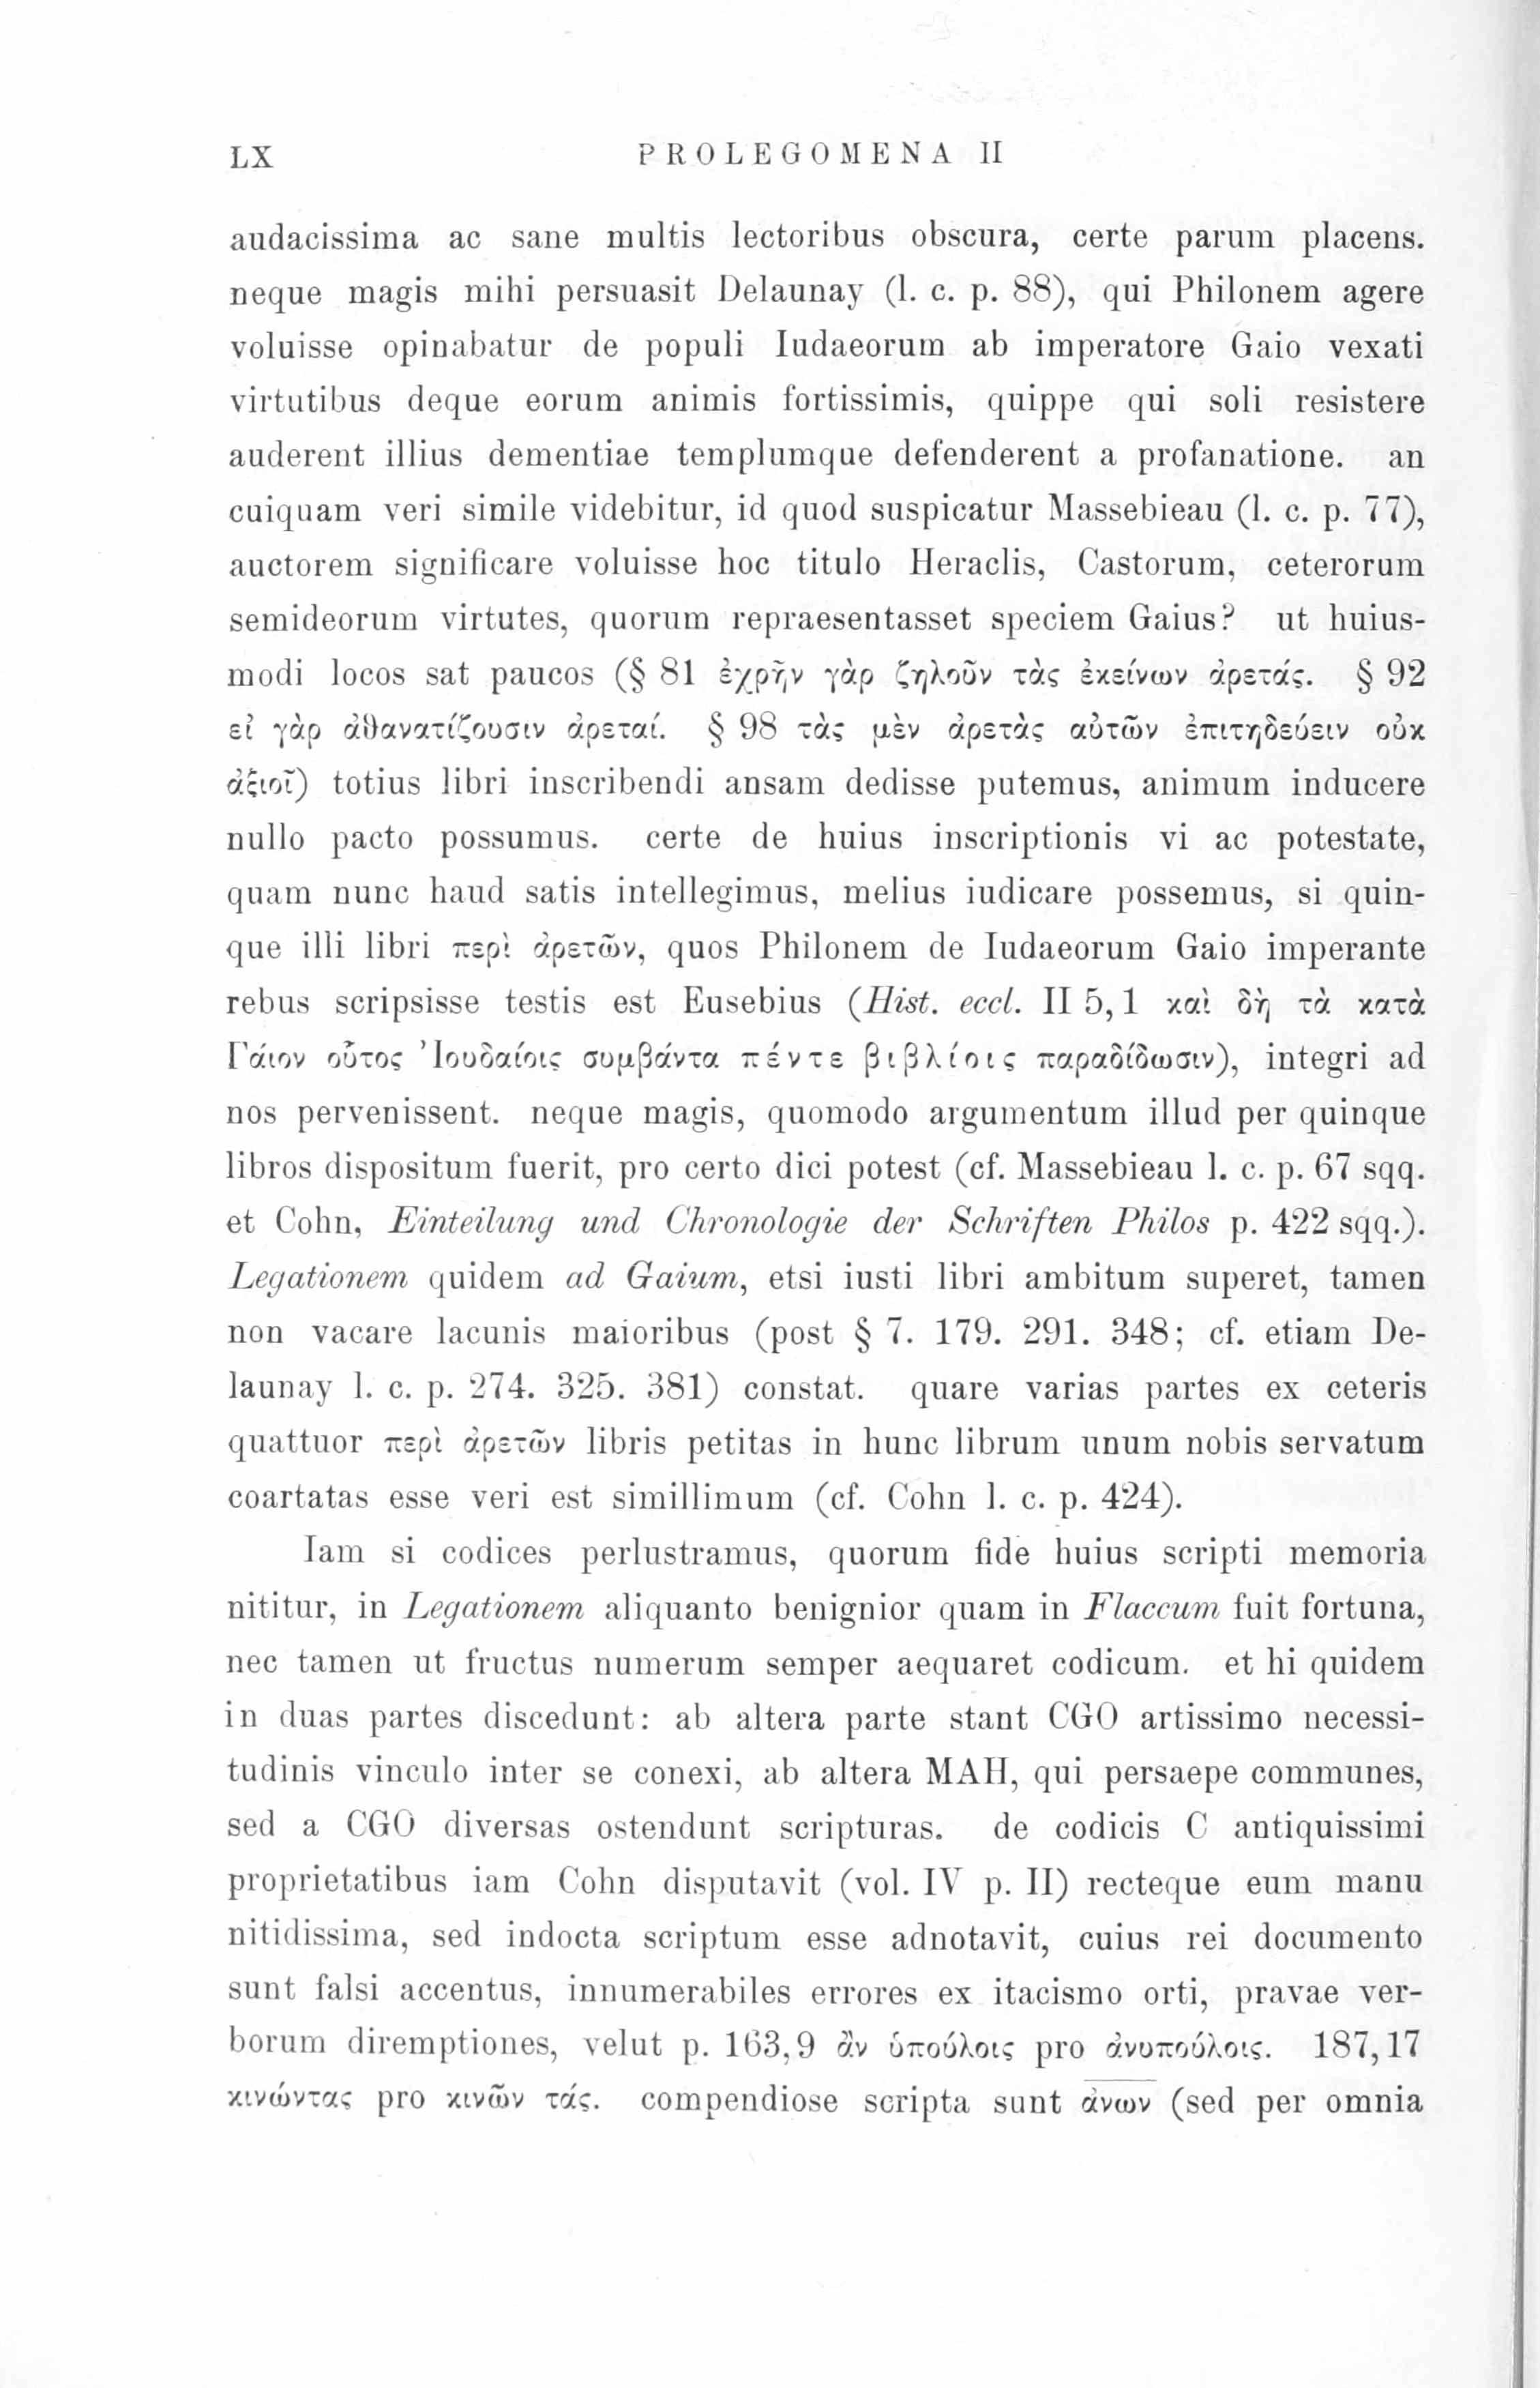 LX PROLEGOMENA II
audacissima ac sane multis lectoribus obscura, certe parum placens.
neque magis mihi persuasit Delaunay (l. c. p. 88), qui Philonem agere
voluisse opinabatur de populi Iudaeorum ab imperatore Gaio vexati
virtutibus deque eorum animis fortissimis, quippe qui soli resistere
auderent illius dementiae templumque defenderent a profanatione. an
cuiquam veri simile videbitur, id quod suspicatur Massebieau (l. c. p. 77),
auctorem significare voluisse hoc titulo Heraclis, Castorum, ceterorum
semideorum virtutes, quorum repraesentasset speciem Gaius? ut huius-
modi locos sat paucos (§ 81 ἐχρῆν γὰρ ζηλοῦν τὰς ἐκείνων ἀρετάς. § 92
εἰ γὰρ ἀθανατίζουσιν ἀρεταί. § 98 τὰς μὲν ἀρετὰς αὐτῶν ἐπιτηδεύειν οὐκ
ἀξιοῖ) totius libri inscribendi ansam dedisse putemus, animum inducere
nullo pacto possumus. certe de huius inscriptionis vi ac potestate,
quam nunc haud satis intellegimus, melius iudicare possemus, si quin-
que illi libri περὶ ἀρετῶν, quos Philonem de Iudaeorum Gaio imperante
rebus scripsisse testis est Eusebius (Hist. eccl. II 5,1 καὶ δὴ τὰ κατὰ
Γάιον οὗτος Ἰουδαίοις συμβάντα πέντε βιβλίοις παραδίδωσιν), integri ad
nos pervenissent. neque magis, quomodo argumentum illud per quinque
libros dispositum fuerit, pro certo dici potest (cf. Massebieau l. c. p. 67 sqq.
et Cohn, Einteilung und Chronologie der Schriften Philos p. 422 sqq.).
Legationem quidem ad Gaium, etsi iusti libri ambitum superet, tamen
non vacare lacunis maioribus (post § 7. 179. 291. 348; cf. etiam De-
launay l. c. p. 274. 325. 381) constat. quare varias partes ex ceteris
quattuor περὶ ἀρετῶν libris petitas in hunc librum unum nobis servatum
coartatas esse veri est simillimum (cf. Cohn l. c. p. 424).
Iam si codices perlustramus, quorum fide huius scripti memoria
nititur, in Legationem aliquanto benignior quam in Flaccum fuit fortuna,
nec tamen ut fructus numerum semper aequaret codicum. et hi quidem
in duas partes discedunt: ab altera parte stant CGO artissimo necessi-
tudinis vinculo inter se conexi, ab altera MAH, qui persaepe communes,
sed a CGO diversas ostendunt scripturas. de codicis C antiquissimi
proprietatibus iam Cohn disputavit (vol. IV p. II) recteque eum manu
nitidissima, sed indocta scriptum esse adnotavit, cuius rei documento
sunt falsi accentus, innumerabiles errores ex itacismo orti, pravae ver-
borum diremptiones, velut p. 163,9 ἂν ὑπούλοις pro ἀνυπούλοις. 187,17
κινώντας pro κινῶν τάς. compendiose scripta sunt α̅ν̅ω̅ν̅ (sed per omnia